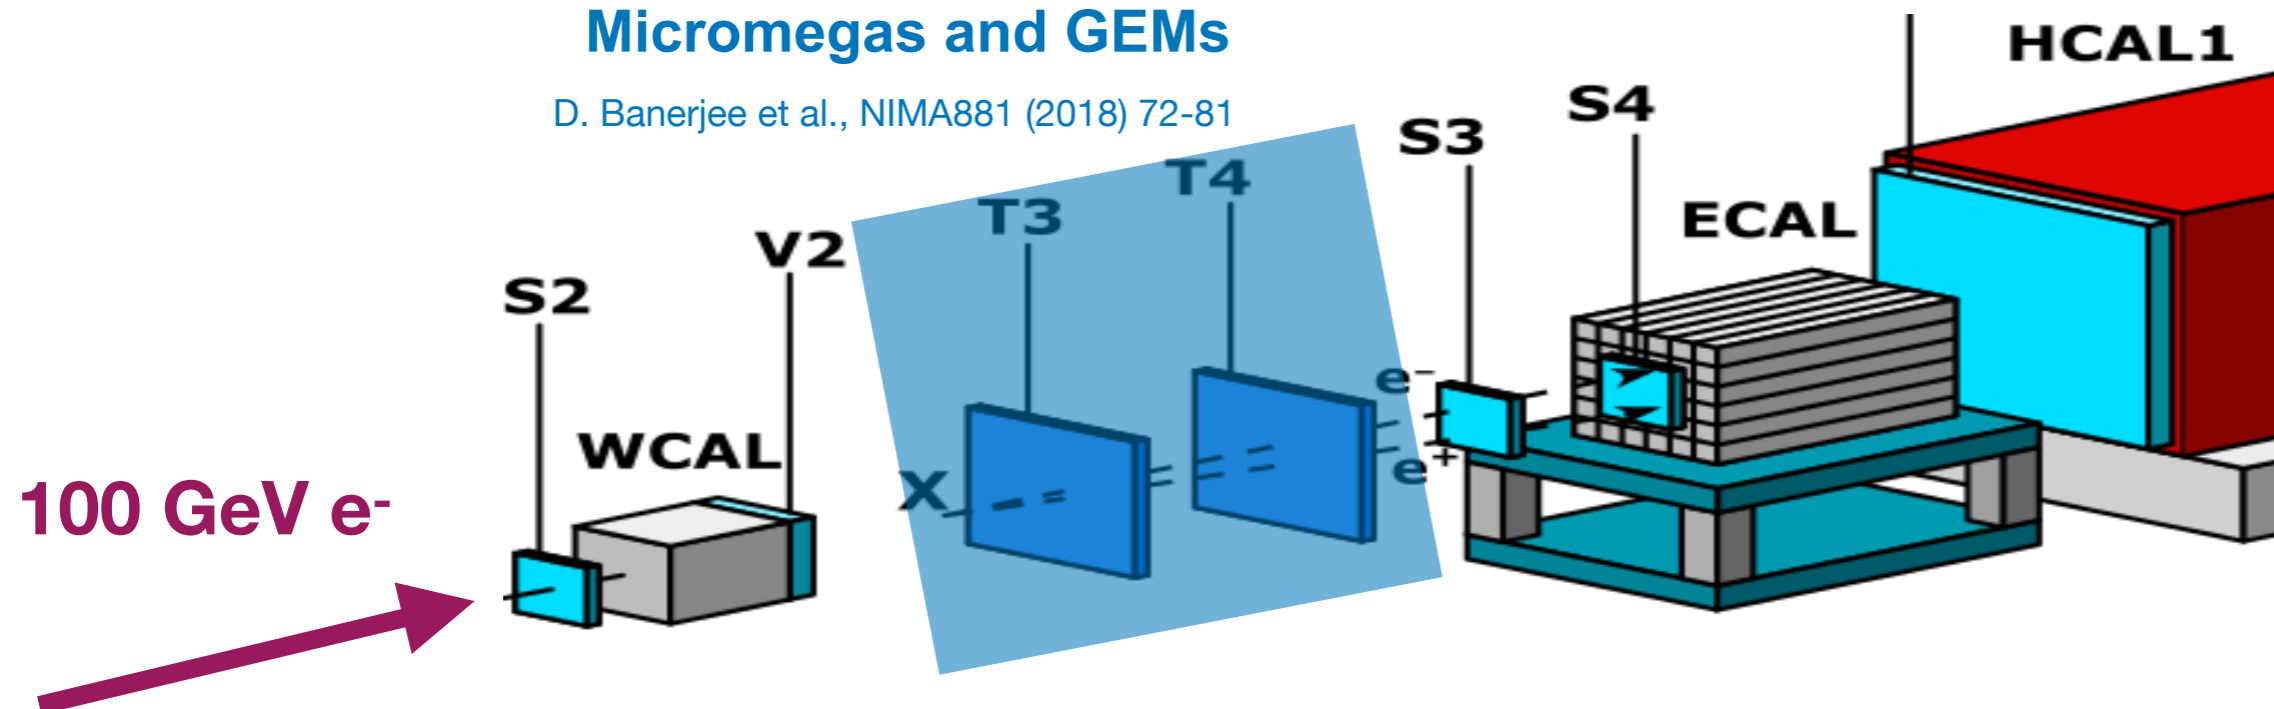 Micromegas and GEMs
D. Banerjee et al., NIMA881 (2018) 72-81
HCAL1
S4
S3
T4
T3
ECAL
V2
S2
WCAL
e⁻
e⁺
X
100 GeV e⁻